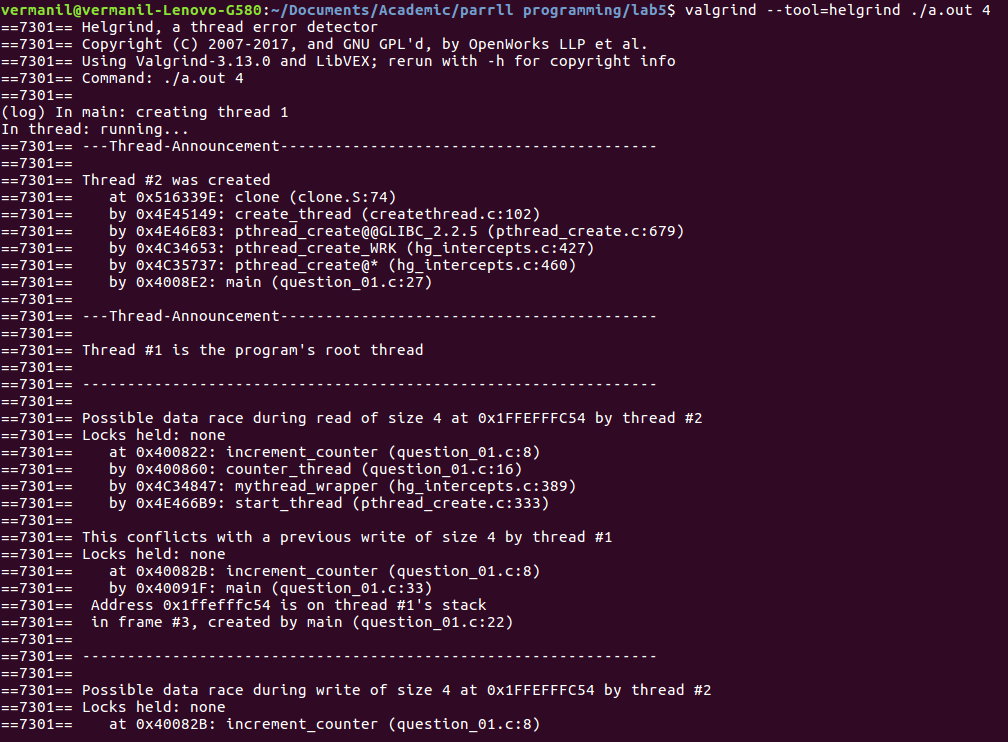 vermanil@vermanil-Lenovo-G580:~/Documents/Academic/parrll programming/lab5$ valgrind --tool=helgrind ./a.out 4
==7301== Helgrind, a thread error detector
==7301== Copyright (C) 2007-2017, and GNU GPL'd, by OpenWorks LLP et al.
==7301== Using Valgrind-3.13.0 and LibVEX; rerun with -h for copyright info
==7301== Command: ./a.out 4
==7301==
(log) In main: creating thread 1
In thread: running...
==7301== ---Thread-Announcement------------------------------------------
==7301==
==7301== Thread #2 was created
==7301==    at 0x516339E: clone (clone.S:74)
==7301==    by 0x4E45149: create_thread (createthread.c:102)
==7301==    by 0x4E46E83: pthread_create@@GLIBC_2.2.5 (pthread_create.c:679)
==7301==    by 0x4C34653: pthread_create_WRK (hg_intercepts.c:427)
==7301==    by 0x4C35737: pthread_create@* (hg_intercepts.c:460)
==7301==    by 0x4008E2: main (question_01.c:27)
==7301==
==7301== ---Thread-Announcement------------------------------------------
==7301==
==7301== Thread #1 is the program's root thread
==7301==
==7301== ----------------------------------------------------------------
==7301==
==7301== Possible data race during read of size 4 at 0x1FFEFFFC54 by thread #2
==7301== Locks held: none
==7301==    at 0x400822: increment_counter (question_01.c:8)
==7301==    by 0x400860: counter_thread (question_01.c:16)
==7301==    by 0x4C34847: mythread_wrapper (hg_intercepts.c:389)
==7301==    by 0x4E466B9: start_thread (pthread_create.c:333)
==7301==
==7301== This conflicts with a previous write of size 4 by thread #1
==7301== Locks held: none
==7301==    at 0x40082B: increment_counter (question_01.c:8)
==7301==    by 0x40091F: main (question_01.c:33)
==7301==  Address 0x1ffefffc54 is on thread #1's stack
==7301==  in frame #3, created by main (question_01.c:22)
==7301==
==7301== ----------------------------------------------------------------
==7301==
==7301== Possible data race during write of size 4 at 0x1FFEFFFC54 by thread #2
==7301== Locks held: none
==7301==    at 0x40082B: increment_counter (question_01.c:8)